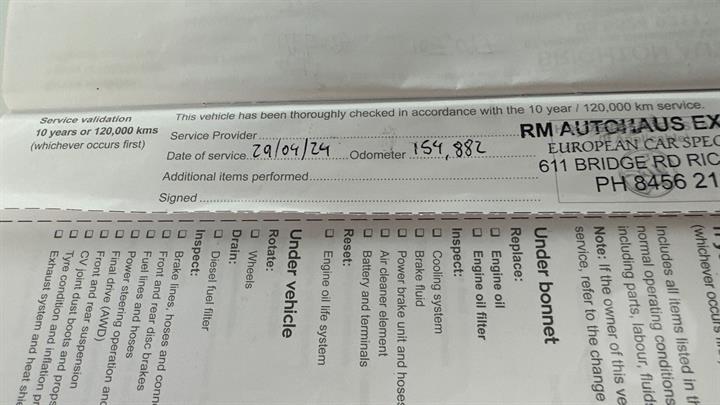 Service validation
10 years or 120,000 kms
(whichever occurs first)
This vehicle has been thoroughly checked in accordance with the 10 year / 120,000 km service.
Service Provider
Date of service 29/04/24 Odometer 154,882
Additional items performed
Signed
RM AUTOHAUS EX
EUROPEAN CAR SPEC
611 BRIDGE RD RIC
PH 8456 21
(whichever occurs
Includes all items listed in th
normal operating conditions
including parts, labour, fluids
Note: If the owner of this ve
service, refer to the change
Under bonnet
Replace:
Engine oil
Engine oil filter
Inspect:
Cooling system
Brake fluid
Power brake unit and hoses
Air cleaner element
Battery and terminals
Reset:
Engine oil life system
Under vehicle
Rotate:
Wheels
Drain:
Diesel fuel filter
Inspect:
Brake lines, hoses and conn
Front and rear disc brakes
Fuel lines and hoses
Power steering operation and
Final drive (AWD)
Front and rear suspension
CV joint dust boots and props
Tyre condition and inflation pr
Exhaust system and heat shie